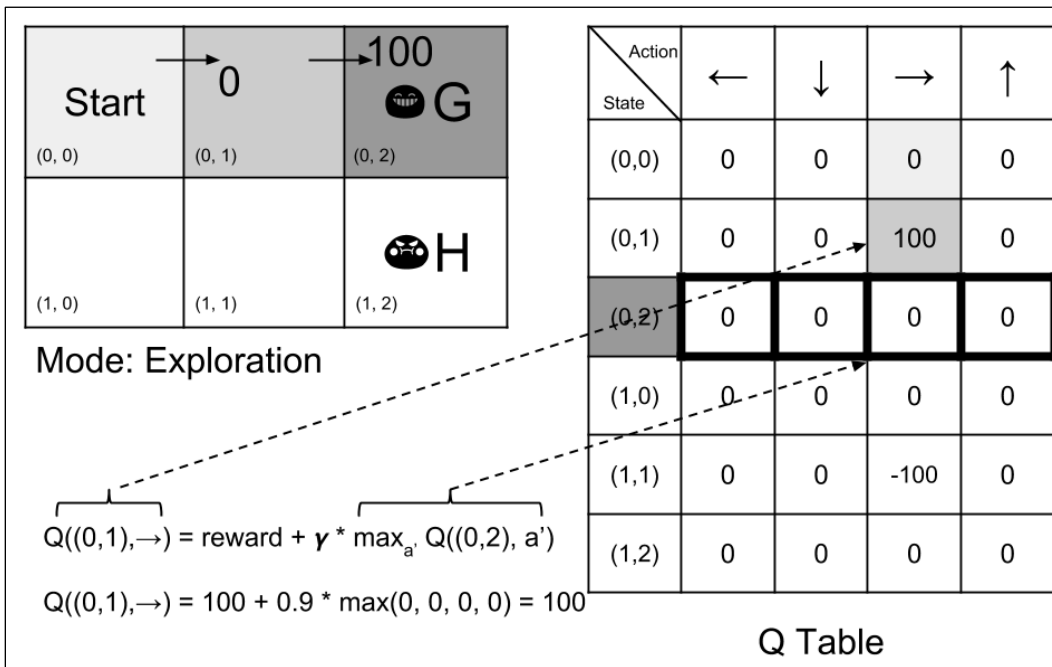 Start
0
100
G
(0, 0)
(0, 1)
(0, 2)
H
(1, 0)
(1, 1)
(1, 2)
Mode: Exploration
Q((0,1),→) = reward + γ * maxₐ' Q((0,2), a’)
Q((0,1),→) = 100 + 0.9 * max(0, 0, 0, 0) = 100
Action
State
← ↓ → ↑
(0,0) 0 0 0 0
(0,1) 0 0 100 0
(0,2) 0 0 0 0
(1,0) 0 0 0 0
(1,1) 0 0 -100 0
(1,2) 0 0 0 0
Q Table